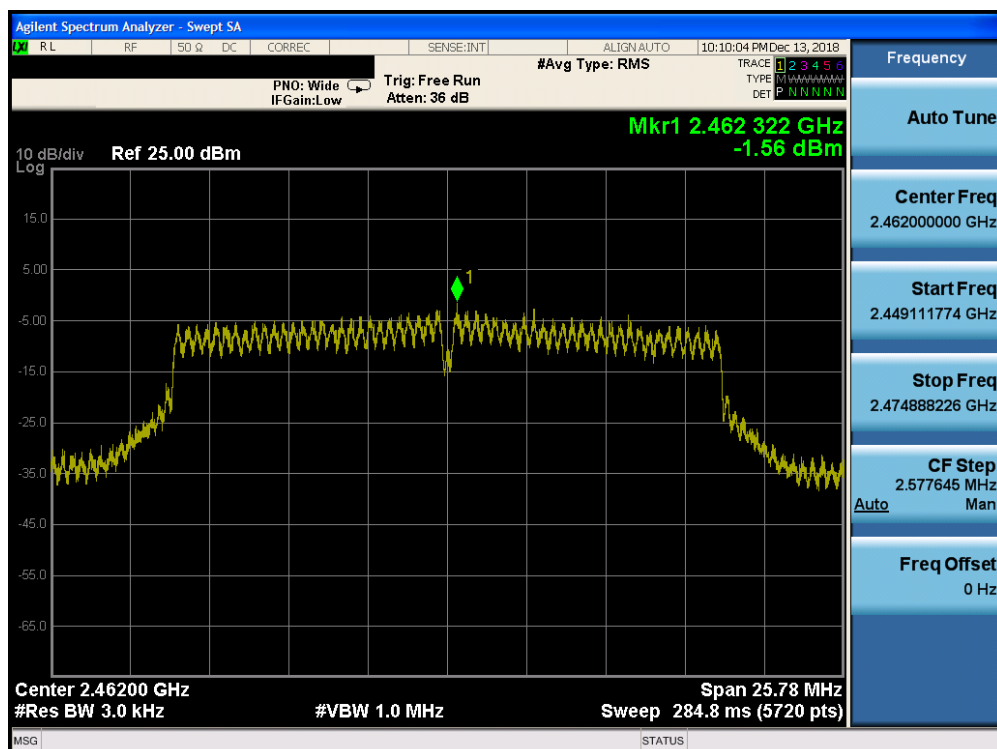 Agilent Spectrum Analyzer - Swept SA
LXI RL RF 50 Ω DC CORREC SENSE:INT ALIGN AUTO 10:10:04 PM Dec 13, 2018
#Avg Type: RMS TRACE 1 2 3 4 5 6
PNO: Wide Trig: Free Run TYPE M
IFGain:Low Atten: 36 dB DET P N N N N N
Mkr1 2.462 322 GHz
-1.56 dBm
10 dB/div Ref 25.00 dBm
Log
15.0
5.00
1
-5.00
-15.0
-25.0
-35.0
-45.0
-55.0
-65.0
Center 2.46200 GHz Span 25.78 MHz
#Res BW 3.0 kHz #VBW 1.0 MHz Sweep 284.8 ms (5720 pts)
MSG STATUS
Frequency
Auto Tune
Center Freq
2.462000000 GHz
Start Freq
2.449111774 GHz
Stop Freq
2.474888226 GHz
CF Step
2.577645 MHz
Auto Man
Freq Offset
0 Hz